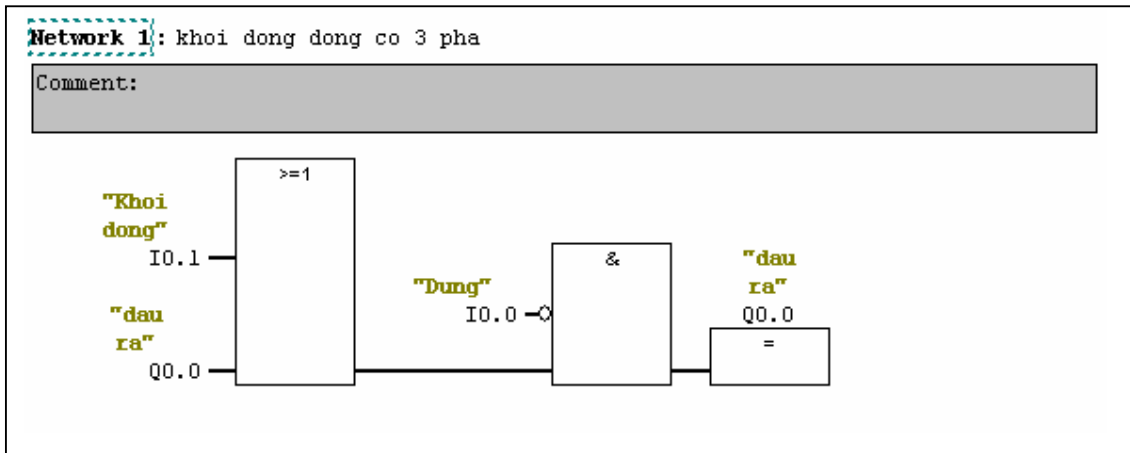 Network 1: khoi dong dong co 3 pha
Comment:
>=1
"Khoi
dong"
I0.1
"dau
ra"
Q0.0
"Dung"
I0.0
&
"dau
ra"
Q0.0
=